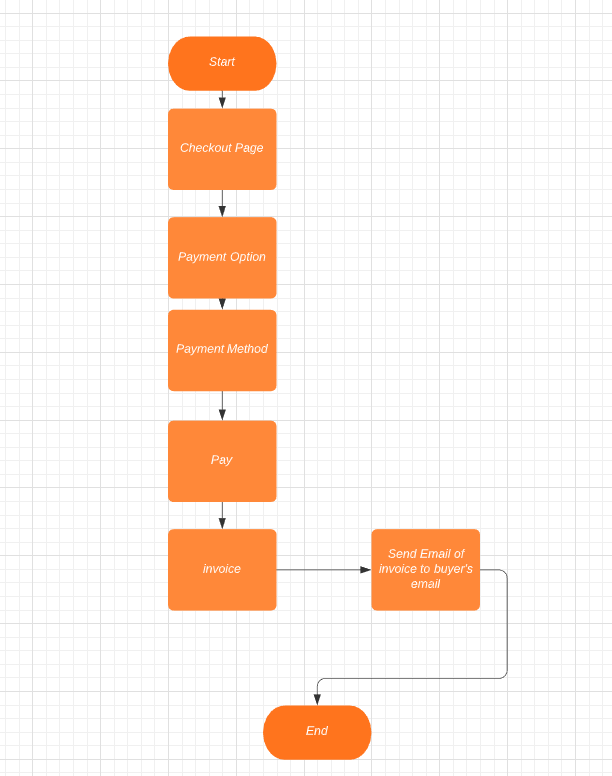 Start
Checkout Page
Payment Option
Payment Method
Pay
invoice
Send Email of
invoice to buyer's
email
End